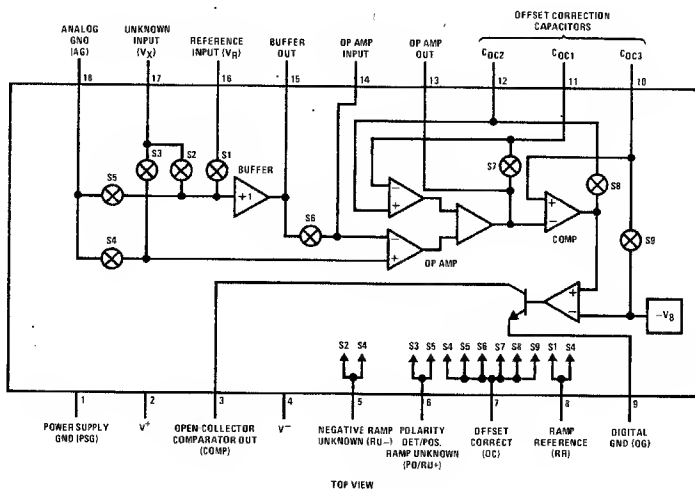 OFFSET CORRECTION
CAPACITORS
ANALOG
GND
(AG)
UNKNOWN
INPUT
(VX)
REFERENCE
INPUT (VR)
BUFFER
OUT
OP AMP
INPUT
OP AMP
OUT
COC2
COC1
COC3
18
17
16
15
14
13
12
11
10
S3
S2
S1
S7
S8
S5
BUFFER
+1
S6
S4
OP AMP
COMP
S9
-VB
S2 S4
S3 S5
S4 S5 S6 S7 S8 S9
S1 S4
1
2
3
4
5
6
7
8
9
POWER SUPPLY
GND (PSG)
V+
OPEN-COLLECTOR
COMPARATOR OUT
(COMP)
V−
NEGATIVE RAMP
UNKNOWN (RU−)
POLARITY
DET/POS.
RAMP UNKNOWN
(PD/RU+)
OFFSET
CORRECT
(OC)
RAMP
REFERENCE
(RR)
DIGITAL
GND (DG)
TOP VIEW